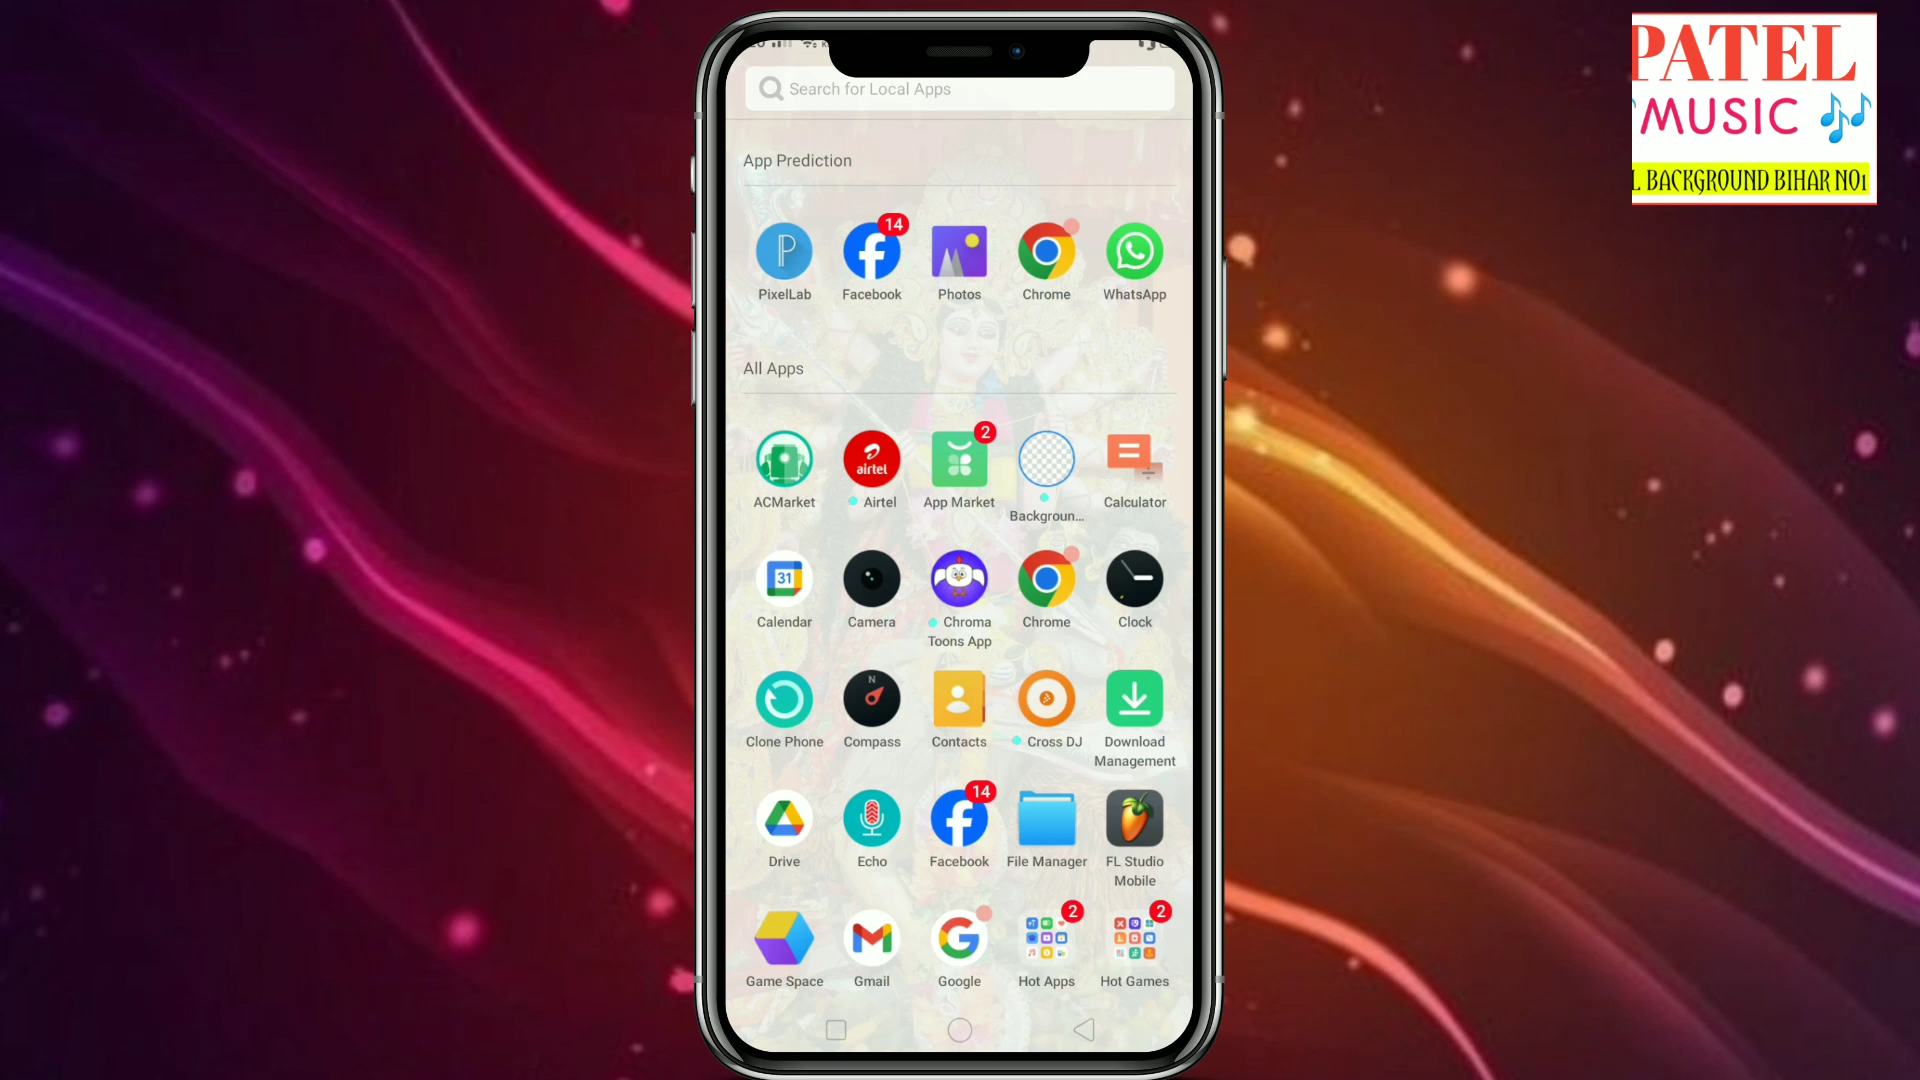 PATEL
MUSIC
L BACKGROUND BIHAR NO1
Search for Local Apps
App Prediction
14
PixelLab Facebook Photos Chrome WhatsApp
All Apps
airtel 2
ACMarket Airtel App Market Backgroun... Calculator
31
Calendar Camera Chroma Toons App Chrome Clock
N
Clone Phone Compass Contacts Cross DJ Download Management
14
Drive Echo Facebook File Manager FL Studio Mobile
2 2
Game Space Gmail Google Hot Apps Hot Games